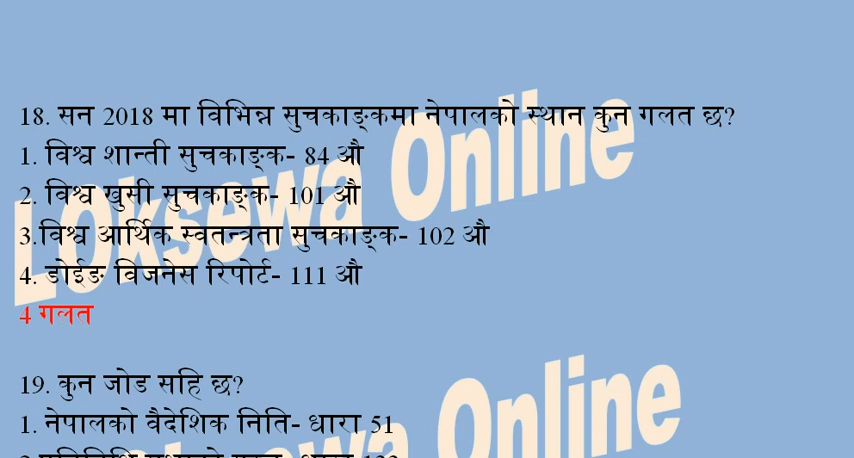 18. सन 2018 मा विभिन्न सुचकाङ्कमा नेपालको स्थान कुन गलत छ?
1. विश्व शान्ती सुचकाङ्क- 84 औ
2. विश्व खुसी सुचकाङ्क- 101 औ
3.विश्व आर्थिक स्वतन्त्रता सुचकाङ्क- 102 औ
4. डोईङ विजनेस रिपोर्ट- 111 औ
LOksewa Online
4 गलत
19. कुन जोड सहि छ?
1. नेपालको वैदेशिक निति- धारा 51
Online